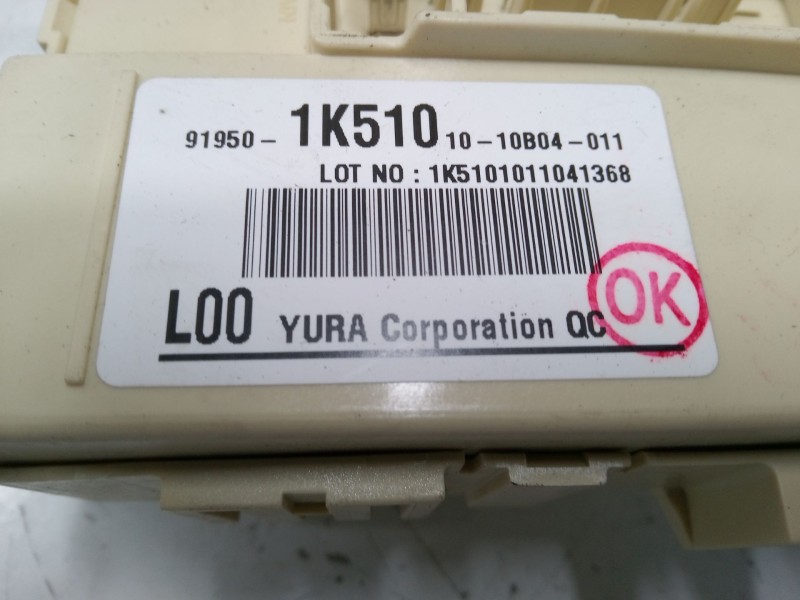 91950- 1K510 10-10B04-011
LOT NO : 1K5101011041368
L00 YURA Corporation QC
OK